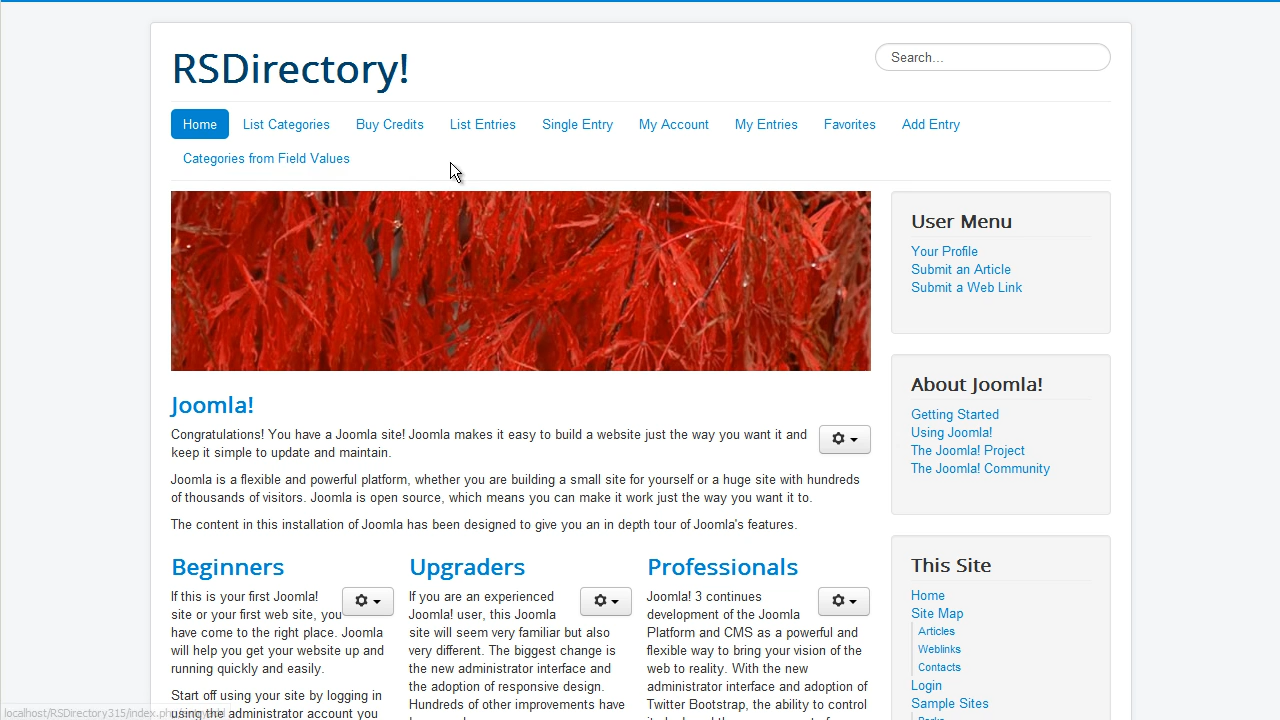 RSDirectory!
Search...
Home List Categories Buy Credits List Entries Single Entry My Account My Entries Favorites Add Entry
Categories from Field Values
User Menu
Your Profile
Submit an Article
Submit a Web Link
About Joomla!
Getting Started
Using Joomla!
The Joomla! Project
The Joomla! Community
This Site
Home
Site Map
Articles
Weblinks
Contacts
Login
Sample Sites
Joomla!
Congratulations! You have a Joomla site! Joomla makes it easy to build a website just the way you want it and
keep it simple to update and maintain.
Joomla is a flexible and powerful platform, whether you are building a small site for yourself or a huge site with hundreds
of thousands of visitors. Joomla is open source, which means you can make it work just the way you want it to.
The content in this installation of Joomla has been designed to give you an in depth tour of Joomla's features.
Beginners
If this is your first Joomla!
site or your first web site, you
have come to the right place. Joomla
will help you get your website up and
running quickly and easily.
Start off using your site by logging in
using the administrator account you
Upgraders
If you are an experienced
Joomla! user, this Joomla
site will seem very familiar but also
very different. The biggest change is
the new administrator interface and
the adoption of responsive design.
Hundreds of other improvements have
Professionals
Joomla! 3 continues
development of the Joomla
Platform and CMS as a powerful and
flexible way to bring your vision of the
web to reality. With the new
administrator interface and adoption of
Twitter Bootstrap, the ability to control